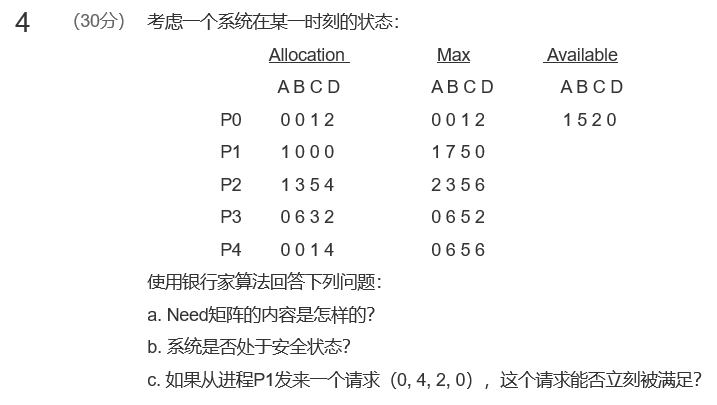 4 （30分） 考虑一个系统在某一时刻的状态：
Allocation Max Available
A B C D A B C D A B C D
P0 0 0 1 2 0 0 1 2 1 5 2 0
P1 1 0 0 0 1 7 5 0
P2 1 3 5 4 2 3 5 6
P3 0 6 3 2 0 6 5 2
P4 0 0 1 4 0 6 5 6
使用银行家算法回答下列问题：
a. Need矩阵的内容是怎样的？
b. 系统是否处于安全状态？
c. 如果从进程P1发来一个请求（0, 4, 2, 0），这个请求能否立刻被满足？